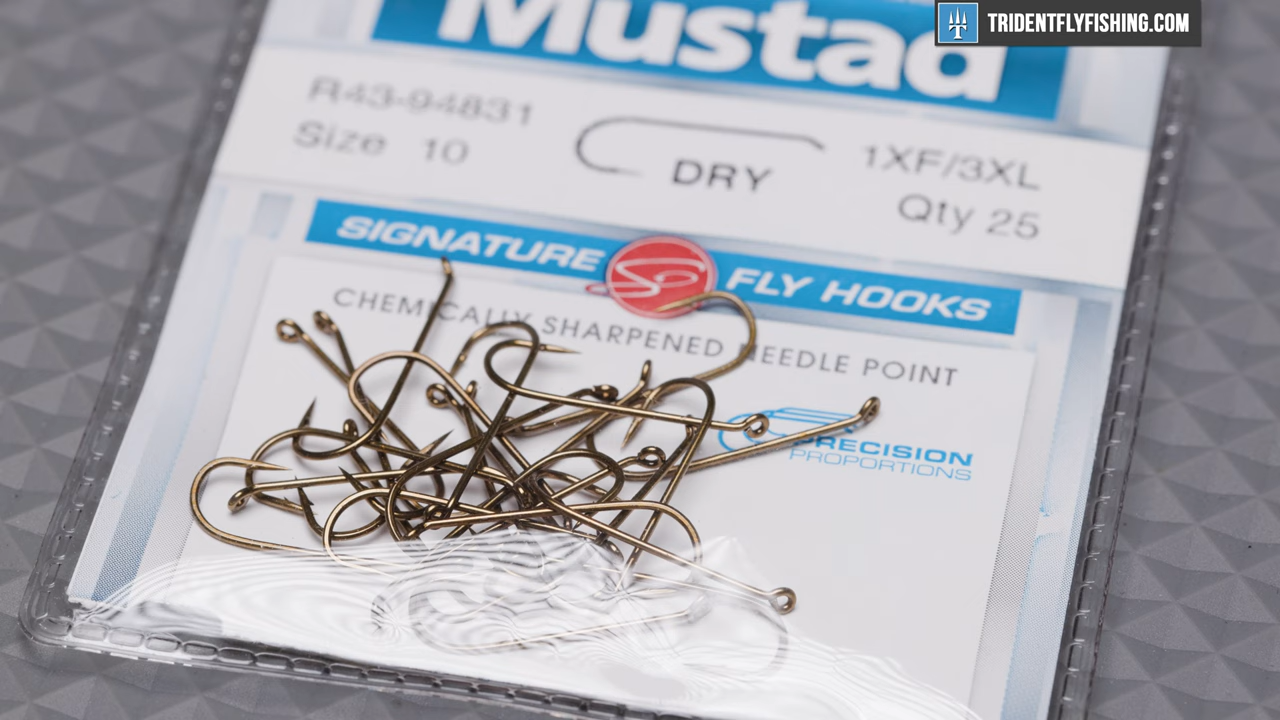 Mustad
TRIDENTFLYFISHING.COM
R43-94831
Size 10
DRY
1XF/3XL
Qty 25
SIGNATURE FLY HOOKS
CHEMICALLY SHARPENED NEEDLE POINT
PRECISION
PROPORTIONS